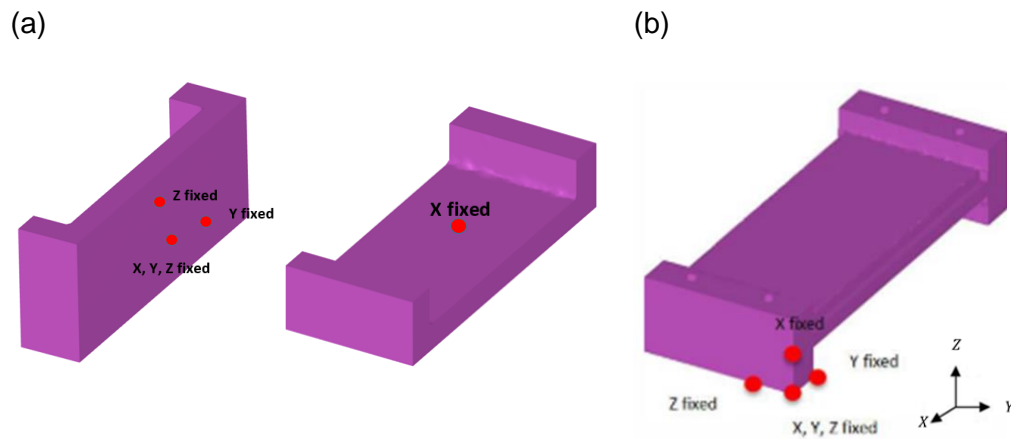 (a)
(b)
Z fixed
Y fixed
X, Y, Z fixed
X fixed
X fixed
Y fixed
Z fixed
X, Y, Z fixed
Z
X
Y